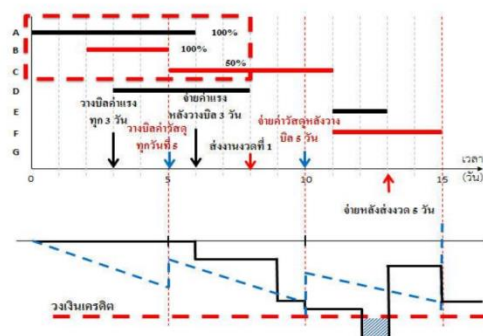 A
100%
B
100%
C
50%
D
วางบิลค่าแรง
ทุก 3 วัน
จ่ายค่าแรง
หลังวางบิล 3 วัน
E
วางบิลค่าวัสดุ
ทุกวันที่ 5
จ่ายค่าวัสดุหลังวาง
บิล 5 วัน
F
ส่งงานงวดที่ 1
G
เวลา
(วัน)
0
5
10
15
จ่ายหลังส่งงวด 5 วัน
วงเงินเครดิต